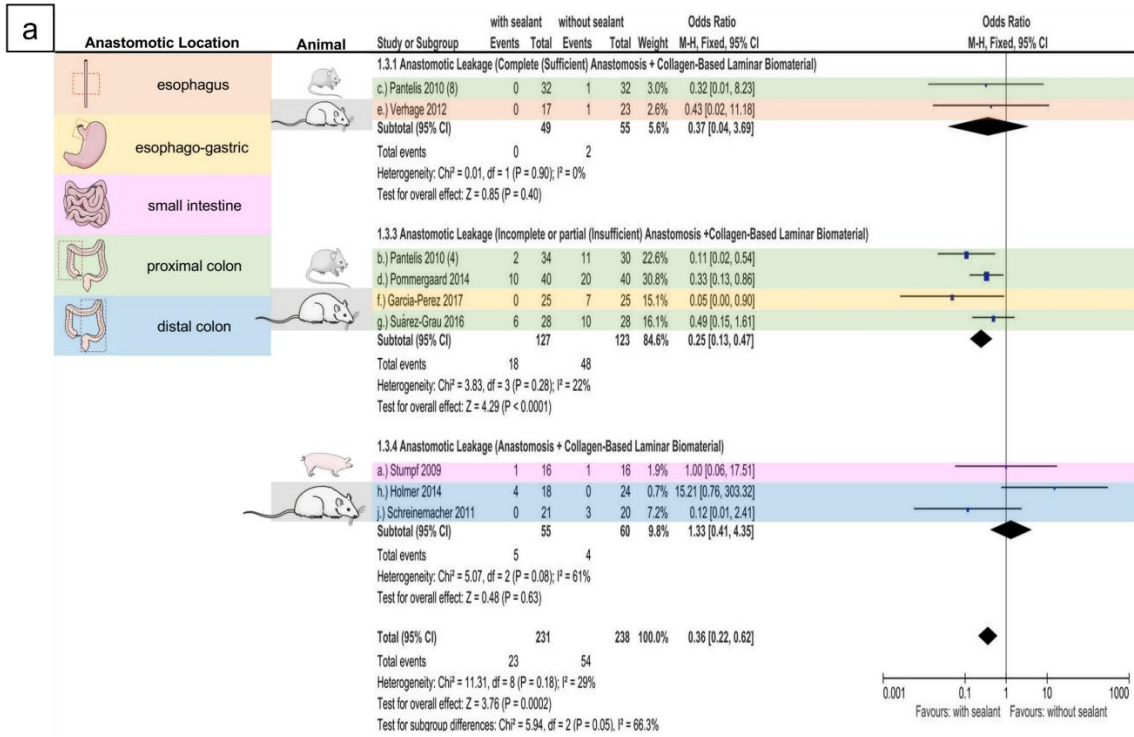 a
Anastomotic Location
Animal
esophagus
esophago-gastric
small intestine
proximal colon
distal colon
with sealant without sealant Odds Ratio Odds Ratio
Study or Subgroup Events Total Events Total Weight M-H, Fixed, 95% CI M-H, Fixed, 95% CI
1.3.1 Anastomotic Leakage (Complete (Sufficient) Anastomosis + Collagen-Based Laminar Biomaterial)
c.) Pantelis 2010 (8) 0 32 1 32 3.0% 0.32 [0.01, 8.23]
e.) Verhage 2012 0 17 1 23 2.6% 0.43 [0.02, 11.18]
Subtotal (95% CI) 49 55 5.6% 0.37 [0.04, 3.69]
Total events 0 2
Heterogeneity: Chi² = 0.01, df = 1 (P = 0.90); I² = 0%
Test for overall effect: Z = 0.85 (P = 0.40)
1.3.3 Anastomotic Leakage (Incomplete or partial (Insufficient) Anastomosis +Collagen-Based Laminar Biomaterial)
b.) Pantelis 2010 (4) 2 34 11 30 22.6% 0.11 [0.02, 0.54]
d.) Pommergaard 2014 10 40 20 40 30.8% 0.33 [0.13, 0.86]
f.) Garcia-Perez 2017 0 25 7 25 15.1% 0.05 [0.00, 0.90]
g.) Suárez-Grau 2016 6 28 10 28 16.1% 0.49 [0.15, 1.61]
Subtotal (95% CI) 127 123 84.6% 0.25 [0.13, 0.47]
Total events 18 48
Heterogeneity: Chi² = 3.83, df = 3 (P = 0.28); I² = 22%
Test for overall effect: Z = 4.29 (P < 0.0001)
1.3.4 Anastomotic Leakage (Anastomosis + Collagen-Based Laminar Biomaterial)
a.) Stumpf 2009 1 16 1 16 1.9% 1.00 [0.06, 17.51]
h.) Holmer 2014 4 18 0 24 0.7% 15.21 [0.76, 303.32]
j.) Schreinemacher 2011 0 21 3 20 7.2% 0.12 [0.01, 2.41]
Subtotal (95% CI) 55 60 9.8% 1.33 [0.41, 4.35]
Total events 5 4
Heterogeneity: Chi² = 5.07, df = 2 (P = 0.08); I² = 61%
Test for overall effect: Z = 0.48 (P = 0.63)
Total (95% CI) 231 238 100.0% 0.36 [0.22, 0.62]
Total events 23 54
Heterogeneity: Chi² = 11.31, df = 8 (P = 0.18); I² = 29%
Test for overall effect: Z = 3.76 (P = 0.0002)
Test for subgroup differences: Chi² = 5.94, df = 2 (P = 0.05), I² = 66.3%
0.001 0.1 1 10 1000
Favours: with sealant Favours: without sealant